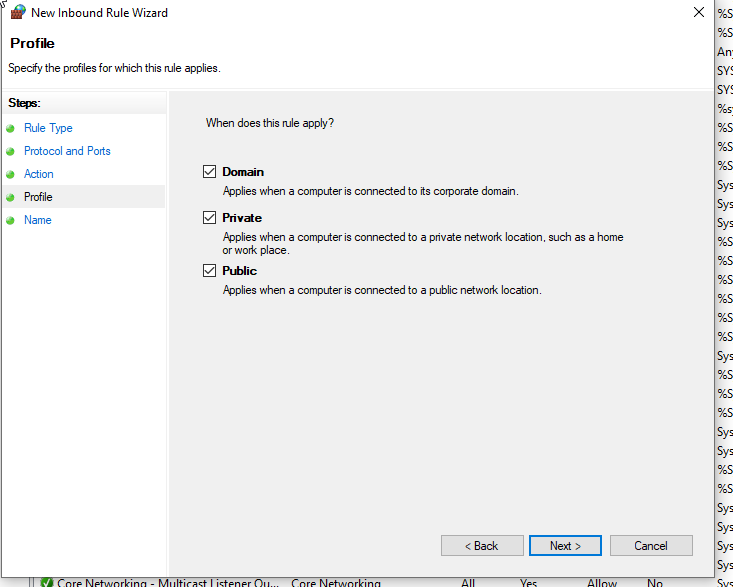 New Inbound Rule Wizard
Profile
Specify the profiles for which this rule applies.
Steps:
Rule Type
Protocol and Ports
Action
Profile
Name
When does this rule apply?
Domain
Applies when a computer is connected to its corporate domain.
Private
Applies when a computer is connected to a private network location, such as a home
or work place.
Public
Applies when a computer is connected to a public network location.
< Back
Next >
Cancel
%S
%S
Any
SYS
SYS
%sy
%S
%S
%S
Sys
Sys
Sys
%S
%S
%S
%S
%S
%S
Sys
%S
%S
%S
Sys
Sys
%S
%S
Sys
Sys
Sys
Sys
Core Networking - Multicast Listener Qu... Core Networking All Yes Allow No Sys